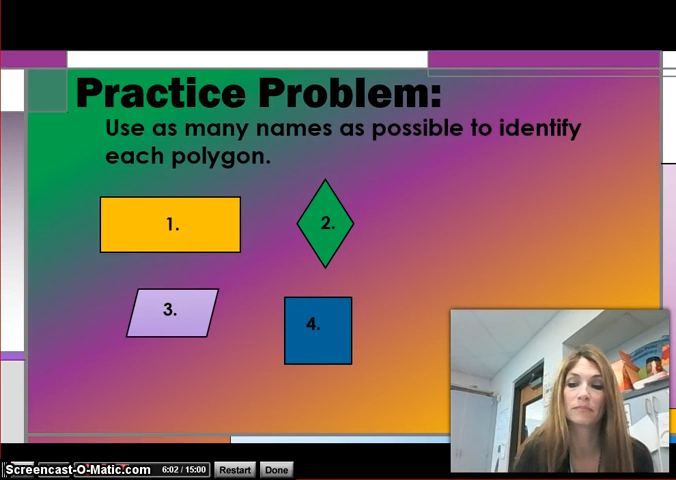 Practice Problem:
Use as many names as possible to identify
each polygon.
1.
2.
3.
4.
Screencast-O-Matic.com
6:02 / 15:00
Restart
Done